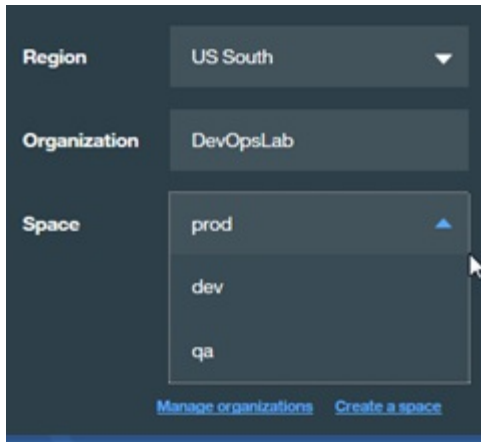 Region US South
Organization DevOpsLab
Space prod
dev
qa
Manage organizations Create a space